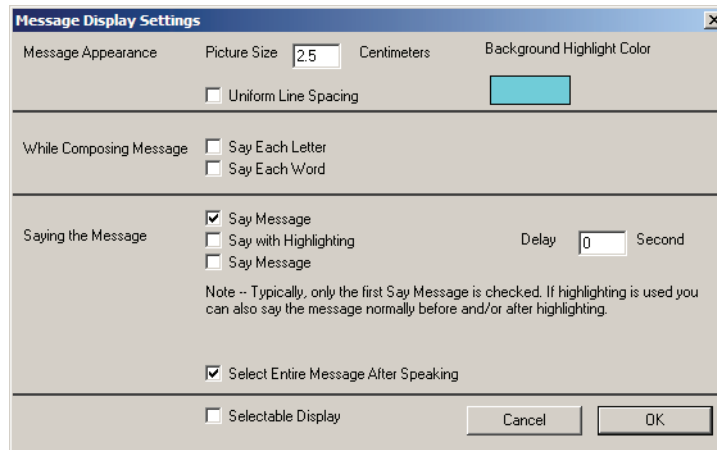 Message Display Settings
Message Appearance Picture Size 2.5 Centimeters Background Highlight Color
Uniform Line Spacing
While Composing Message Say Each Letter
Say Each Word
Say Message
Saying the Message Say with Highlighting Delay 0 Second
Say Message
Note -- Typically, only the first Say Message is checked. If highlighting is used you
can also say the message normally before and/or after highlighting.
Select Entire Message After Speaking
Selectable Display Cancel OK